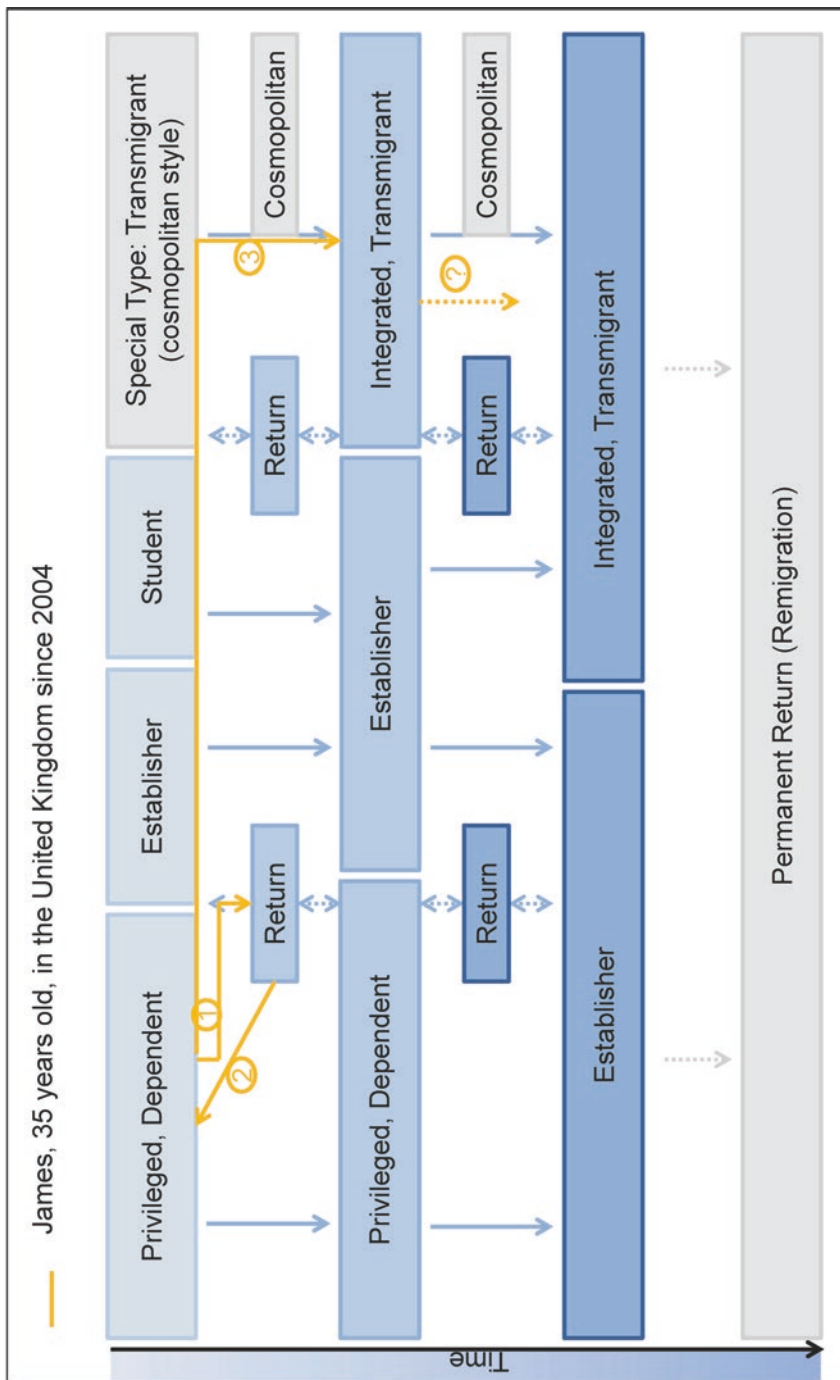 James, 35 years old, in the United Kingdom since 2004
Privileged, Dependent
Establisher
Student
Special Type: Transmigrant
(cosmopolitan style)
1
2
3
Return
Return
Cosmopolitan
Privileged, Dependent
Establisher
Integrated, Transmigrant
?
Return
Return
Cosmopolitan
Establisher
Integrated, Transmigrant
Permanent Return (Remigration)
Time